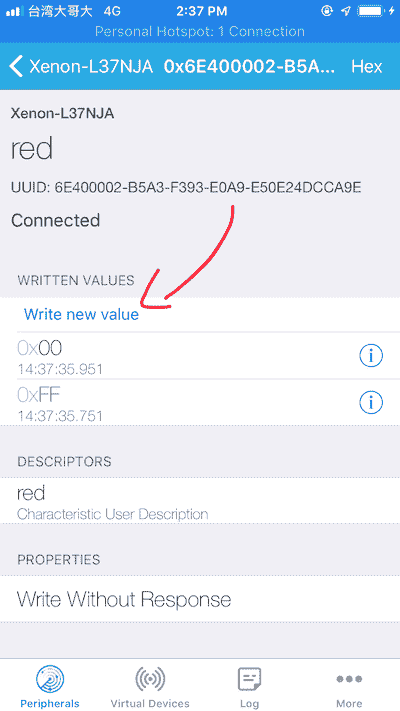 台湾大哥大 4G 2:37 PM
Personal Hotspot: 1 Connection
Xenon-L37NJA 0x6E400002-B5A... Hex
Xenon-L37NJA
red
UUID: 6E400002-B5A3-F393-E0A9-E50E24DCCA9E
Connected
WRITTEN VALUES
Write new value
0x00
14:37:35.951
0xFF
14:37:35.751
DESCRIPTORS
red
Characteristic User Description
PROPERTIES
Write Without Response
Peripherals Virtual Devices Log More